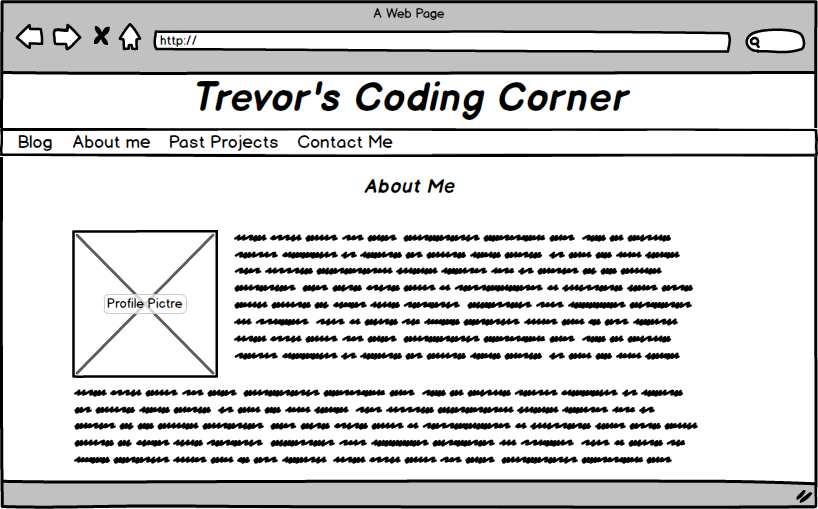 A Web Page
http://
Trevor's Coding Corner
Blog About me Past Projects Contact Me
About Me
Profile Pictre